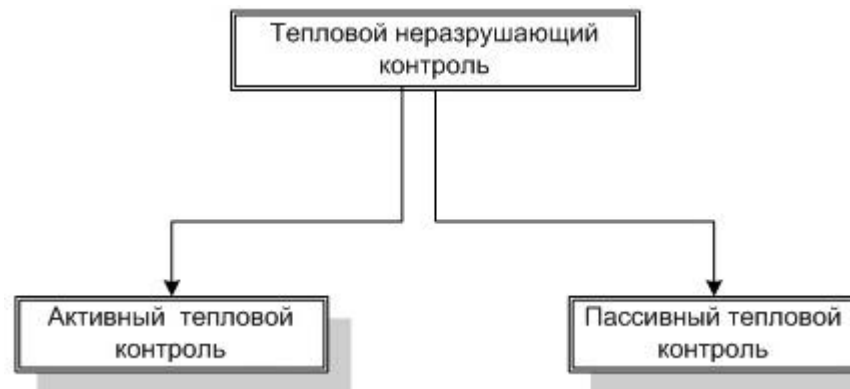 Тепловой неразрушающий
контроль
Активный тепловой
контроль
Пассивный тепловой
контроль